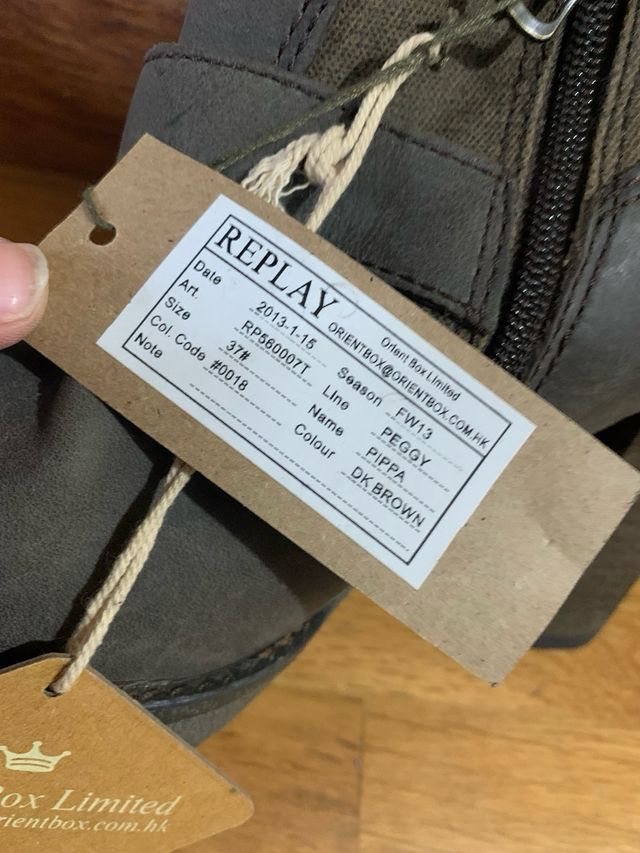 REPLAY
Orient Box Limited
ORIENTBOX@ORIENTBOX.COM.HK
Date 2013-1-15 Season FW13
Art. RP560007T Line PEGGY
Size 37# Name PIPPA
Col. Code #0018 Colour DK BROWN
Note
Box Limited
rientbox.com.hk